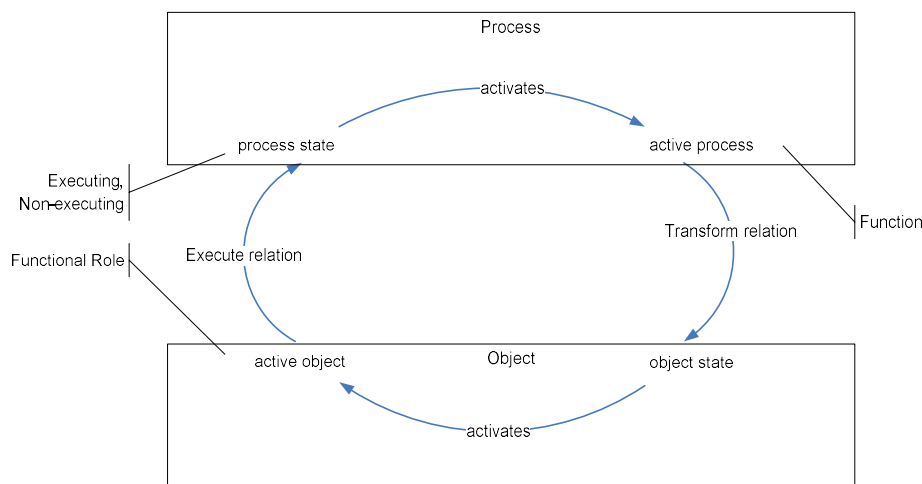 Process
activates
process state
active process
Executing,
Non-executing
Function
Transform relation
Execute relation
Functional Role
active object
Object
object state
activates